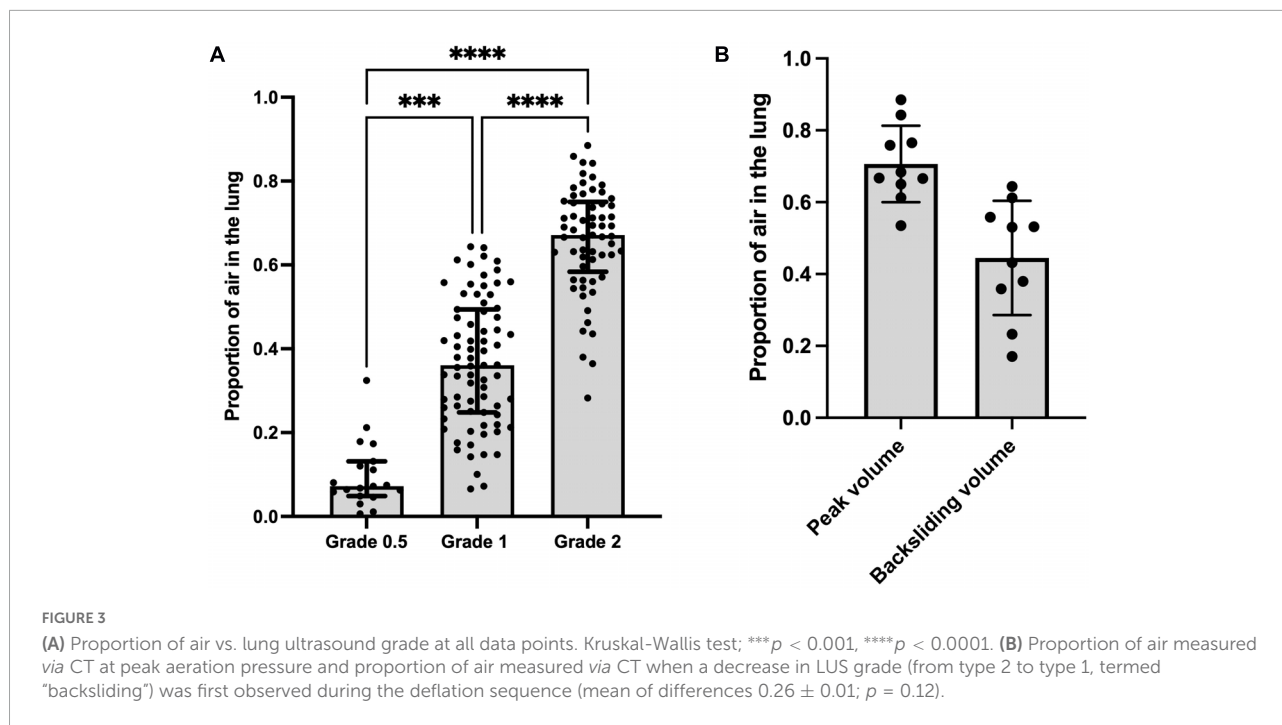 A
****
***
****
Proportion of air in the lung
1.0
0.8
0.6
0.4
0.2
0.0
Grade 0.5
Grade 1
Grade 2
B
Proportion of air in the lung
1.0
0.8
0.6
0.4
0.2
0.0
Peak volume
Backsliding volume
FIGURE 3
(A) Proportion of air vs. lung ultrasound grade at all data points. Kruskal-Wallis test; ***p < 0.001, ****p < 0.0001. (B) Proportion of air measured
via CT at peak aeration pressure and proportion of air measured via CT when a decrease in LUS grade (from type 2 to type 1, termed
“backsliding”) was first observed during the deflation sequence (mean of differences 0.26 ± 0.01; p = 0.12).